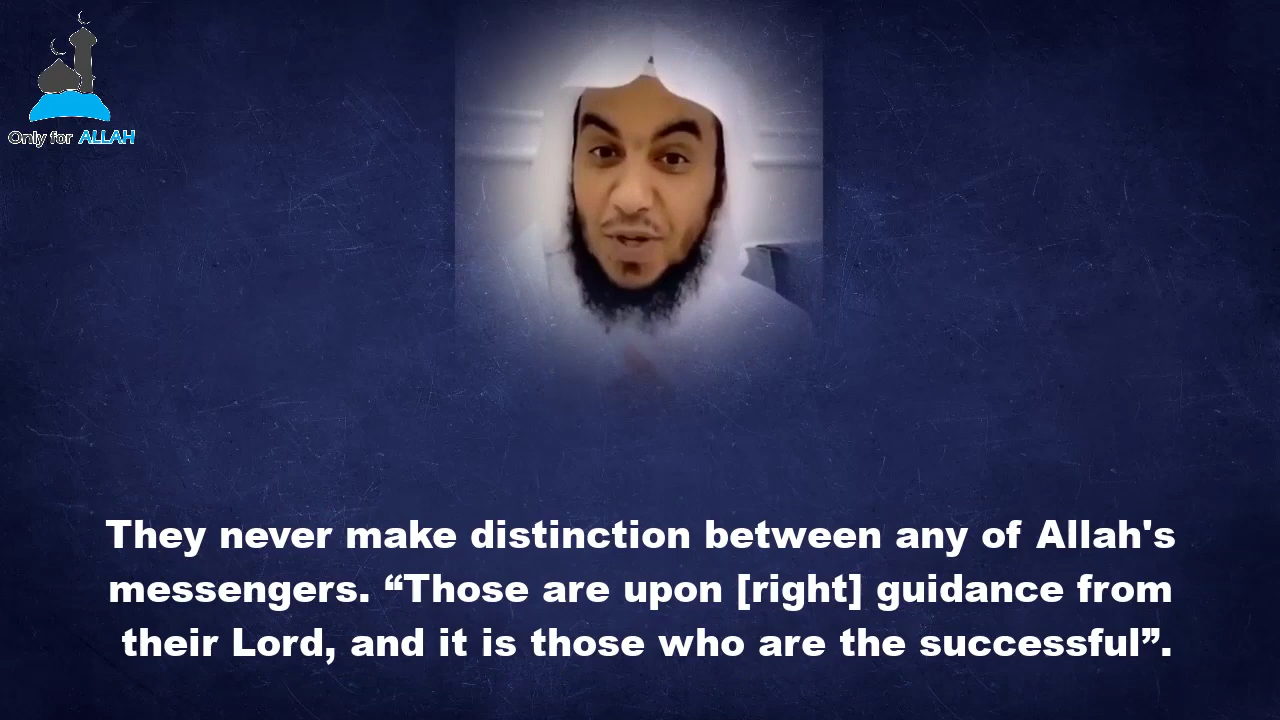 Only for ALLAH
They never make distinction between any of Allah's
messengers. “Those are upon [right] guidance from
their Lord, and it is those who are the successful”.